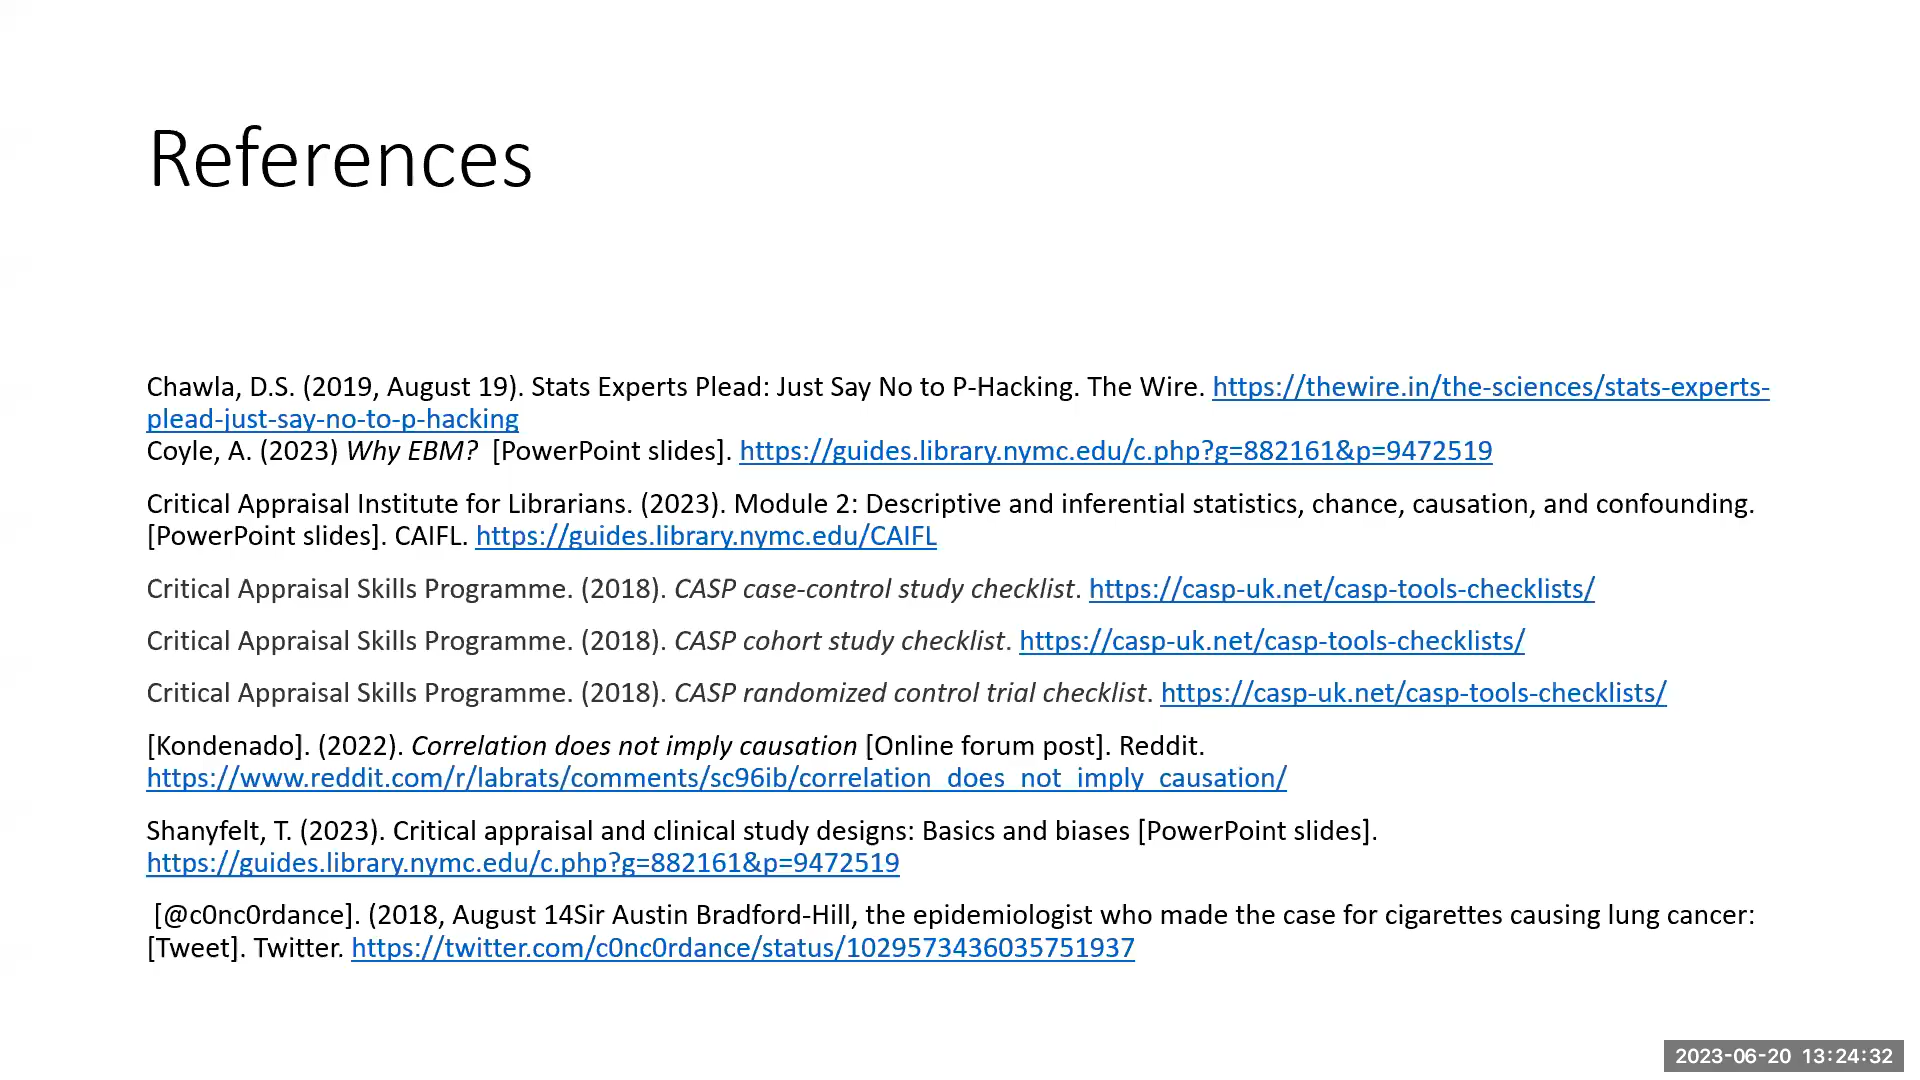 References
Chawla, D.S. (2019, August 19). Stats Experts Plead: Just Say No to P-Hacking. The Wire. https://thewire.in/the-sciences/stats-experts-
plead-just-say-no-to-p-hacking
Coyle, A. (2023) Why EBM?  [PowerPoint slides]. https://guides.library.nymc.edu/c.php?g=882161&p=9472519
Critical Appraisal Institute for Librarians. (2023). Module 2: Descriptive and inferential statistics, chance, causation, and confounding.
[PowerPoint slides]. CAIFL. https://guides.library.nymc.edu/CAIFL
Critical Appraisal Skills Programme. (2018). CASP case-control study checklist. https://casp-uk.net/casp-tools-checklists/
Critical Appraisal Skills Programme. (2018). CASP cohort study checklist. https://casp-uk.net/casp-tools-checklists/
Critical Appraisal Skills Programme. (2018). CASP randomized control trial checklist. https://casp-uk.net/casp-tools-checklists/
[Kondenado]. (2022). Correlation does not imply causation [Online forum post]. Reddit.
https://www.reddit.com/r/labrats/comments/sc96ib/correlation_does_not_imply_causation/
Shanyfelt, T. (2023). Critical appraisal and clinical study designs: Basics and biases [PowerPoint slides].
https://guides.library.nymc.edu/c.php?g=882161&p=9472519
[@c0nc0rdance]. (2018, August 14Sir Austin Bradford-Hill, the epidemiologist who made the case for cigarettes causing lung cancer:
[Tweet]. Twitter. https://twitter.com/c0nc0rdance/status/1029573436035751937
2023-06-20 13:24:32